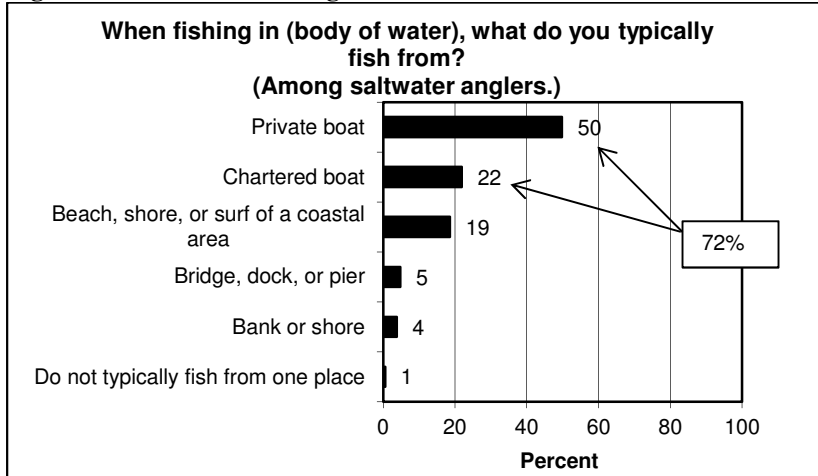 When fishing in (body of water), what do you typically
fish from?
(Among saltwater anglers.)
Private boat
50
Chartered boat
22
Beach, shore, or surf of a coastal
area
19
72%
Bridge, dock, or pier
5
Bank or shore
4
Do not typically fish from one place
1
0 20 40 60 80 100
Percent